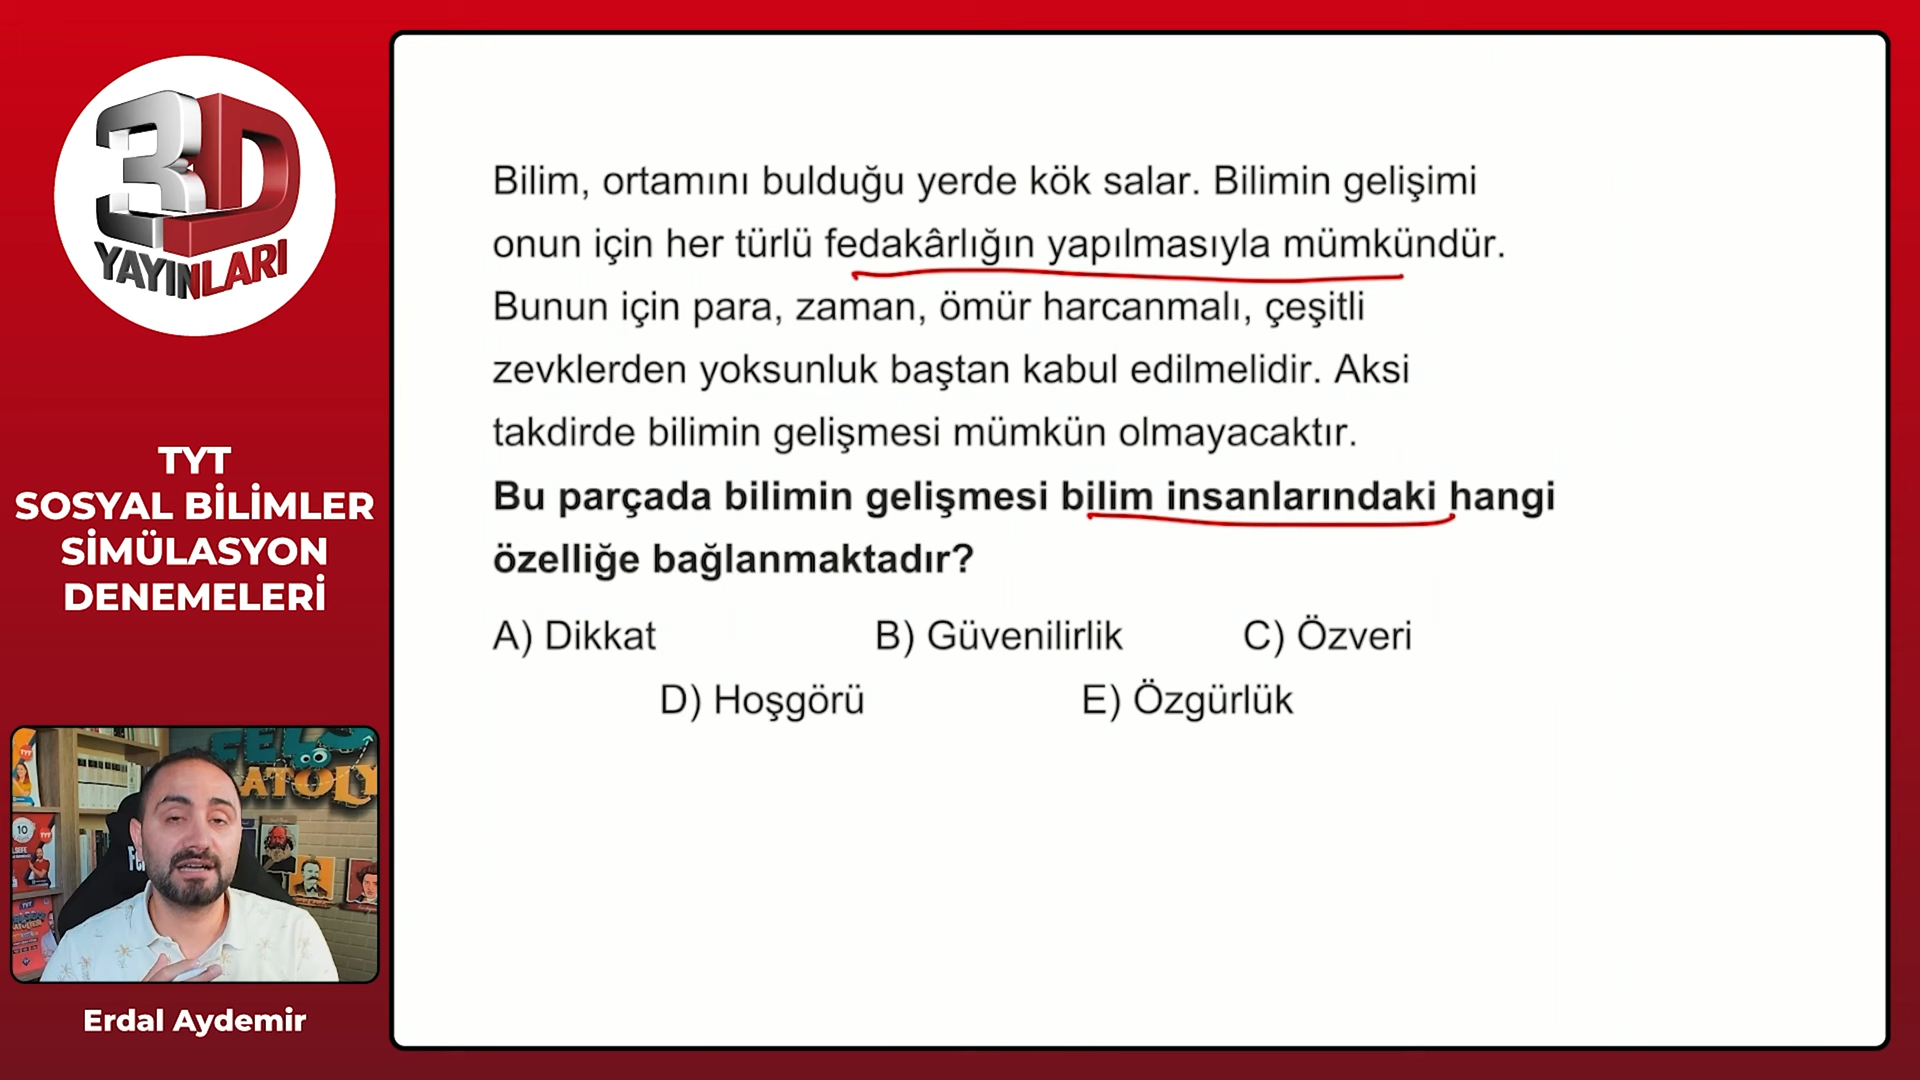 3D
YAYINLARI
TYT
SOSYAL BİLİMLER
SİMÜLASYON
DENEMELERİ
Erdal Aydemir
Bilim, ortamını bulduğu yerde kök salar. Bilimin gelişimi
onun için her türlü fedakârlığın yapılmasıyla mümkündür.
Bunun için para, zaman, ömür harcanmalı, çeşitli
zevklerden yoksunluk baştan kabul edilmelidir. Aksi
takdirde bilimin gelişmesi mümkün olmayacaktır.
Bu parçada bilimin gelişmesi bilim insanlarındaki hangi
özelliğe bağlanmaktadır?
A) Dikkat B) Güvenilirlik C) Özveri
D) Hoşgörü E) Özgürlük